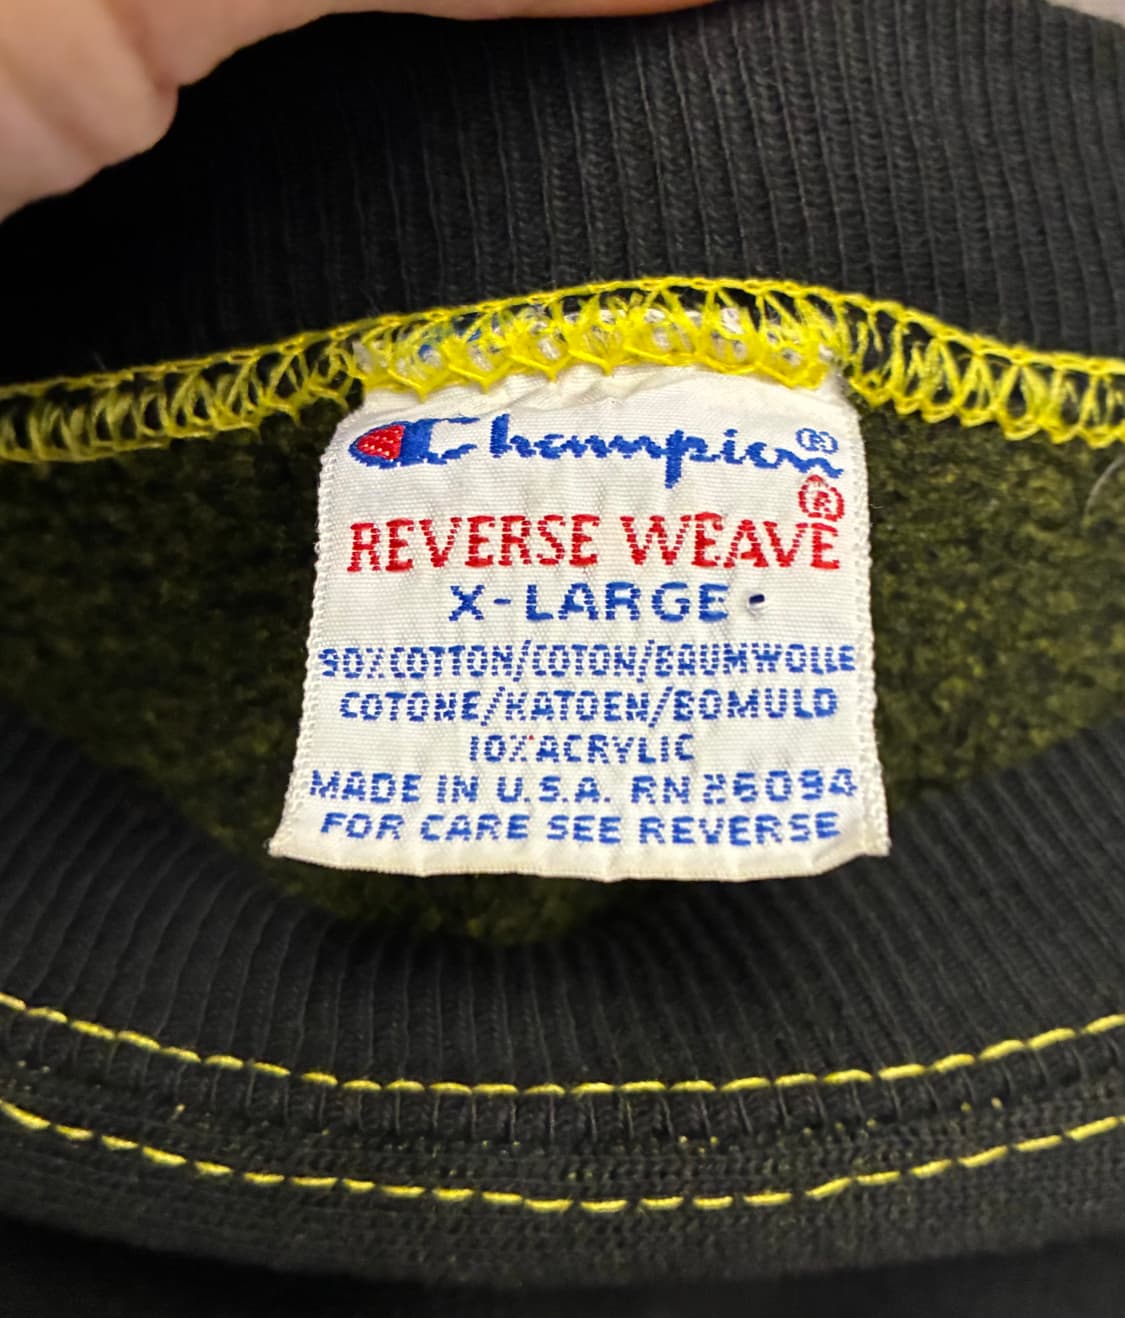 Champion®
REVERSE WEAVE®
X-LARGE
90% COTTON/COTON/BAUMWOLLE
COTONE/KATOEN/BOMULD
10% ACRYLIC
MADE IN U.S.A. RN 26094
FOR CARE SEE REVERSE